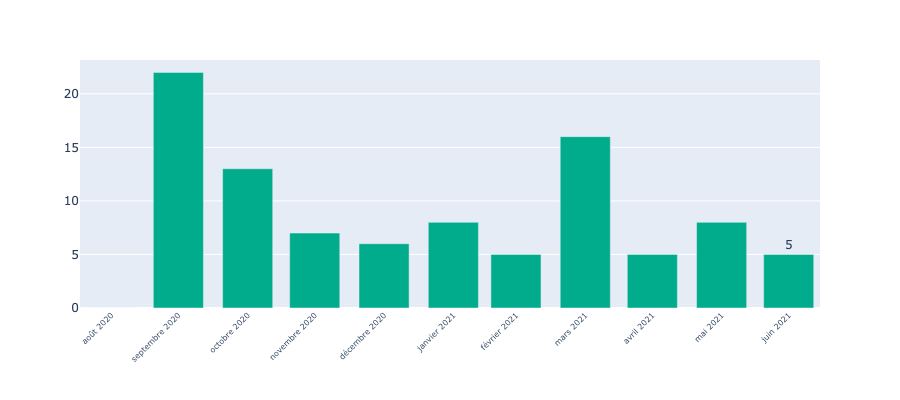 20
15
10
5
0
5
août 2020
septembre 2020
octobre 2020
novembre 2020
décembre 2020
janvier 2021
février 2021
mars 2021
avril 2021
mai 2021
juin 2021